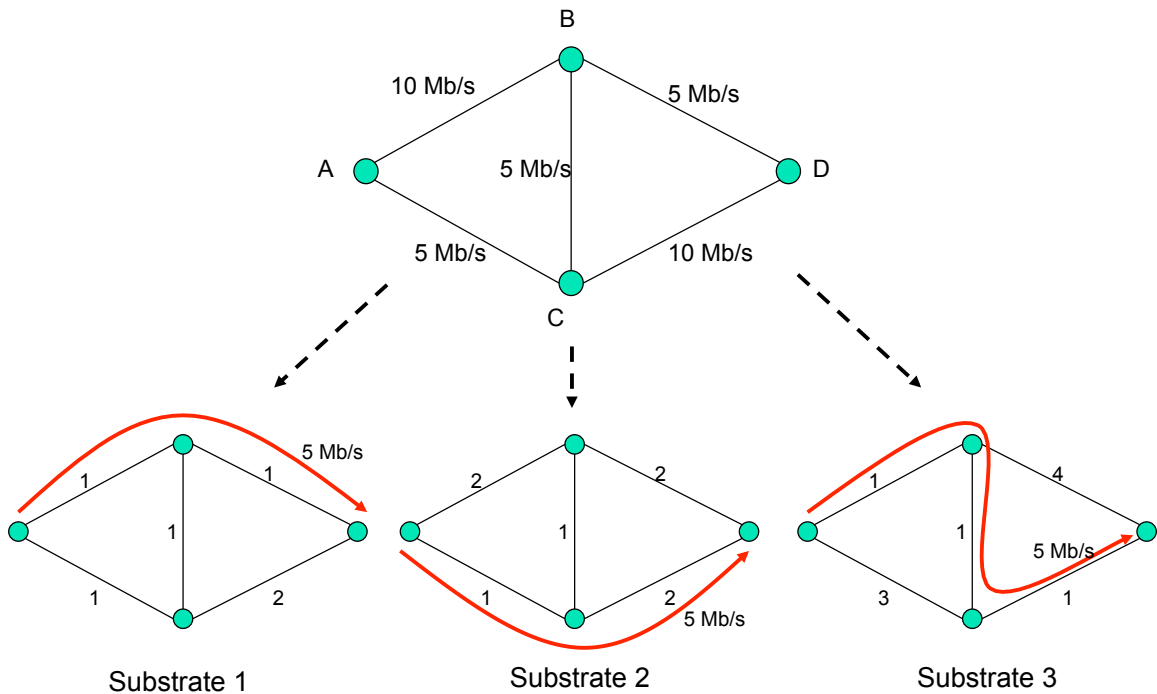 B
10 Mb/s
5 Mb/s
A
5 Mb/s
D
5 Mb/s
10 Mb/s
C
5 Mb/s
1
1
1
1
2
Substrate 1
2
2
1
1
2
5 Mb/s
Substrate 2
1
4
1
5 Mb/s
3
1
Substrate 3